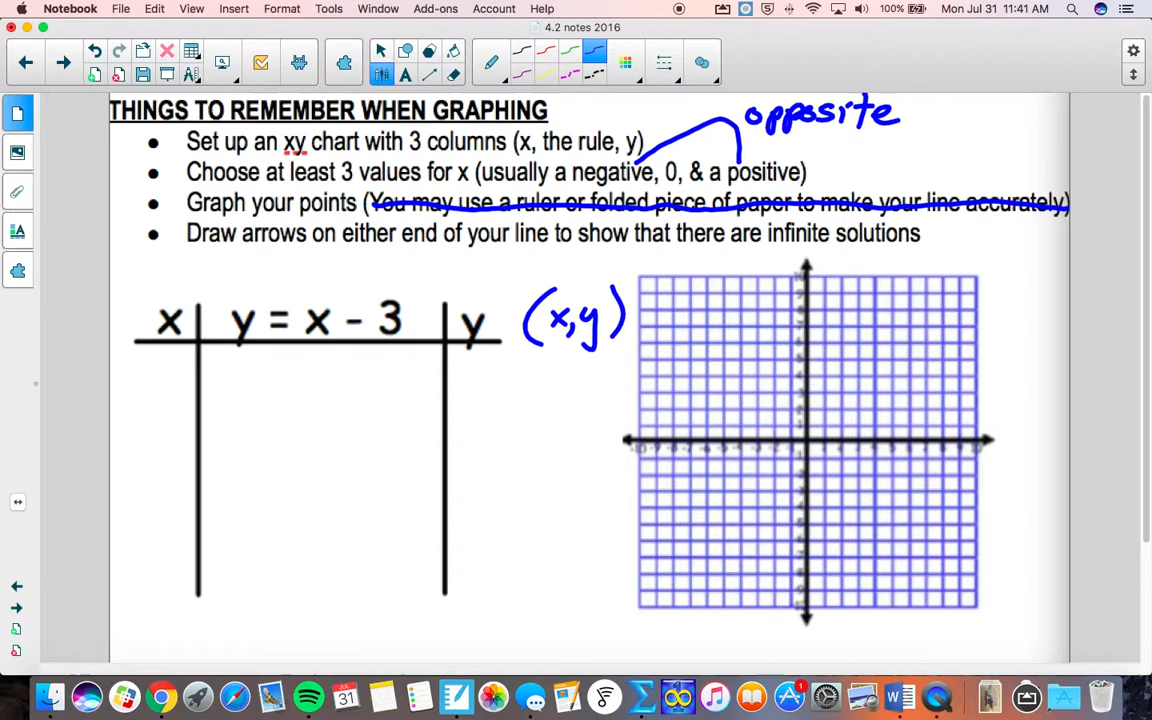 Notebook File Edit View Insert Format Tools Window Add-ons Account Help 100% Mon Jul 31 11:41 AM
4.2 notes 2016
THINGS TO REMEMBER WHEN GRAPHING
opposite
• Set up an xy chart with 3 columns (x, the rule, y)
• Choose at least 3 values for x (usually a negative, 0, & a positive)
• Graph your points (You may use a ruler or folded piece of paper to make your line accurately)
• Draw arrows on either end of your line to show that there are infinite solutions
x y = x - 3 y (x,y)